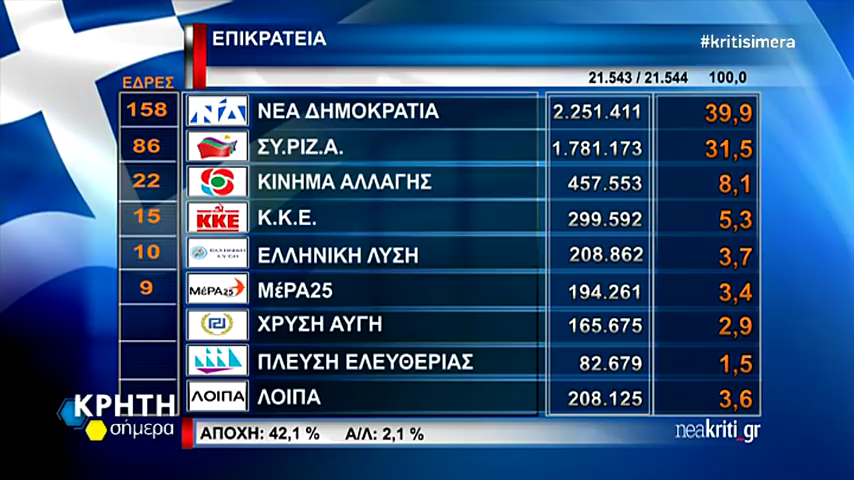 ΕΠΙΚΡΑΤΕΙΑ
#kritisimera
21.543 / 21.544 100,0
ΕΔΡΕΣ
158 ΝΔ ΝΕΑ ΔΗΜΟΚΡΑΤΙΑ 2.251.411 39,9
86 ΣΥ.ΡΙΖ.Α. 1.781.173 31,5
22 ΚΙΝΗΜΑ ΑΛΛΑΓΗΣ 457.553 8,1
15 ΚΚΕ Κ.Κ.Ε. 299.592 5,3
10 ΕΛΛΗΝΙΚΗ ΛΥΣΗ 208.862 3,7
9 ΜέΡΑ25 ΜέΡΑ25 194.261 3,4
ΧΡΥΣΗ ΑΥΓΗ 165.675 2,9
ΠΛΕΥΣΗ ΕΛΕΥΘΕΡΙΑΣ 82.679 1,5
ΛΟΙΠΑ ΛΟΙΠΑ 208.125 3,6
ΚΡΗΤΗ
σήμερα
ΑΠΟΧΗ: 42,1 % Α/Λ: 2,1 %
neakriti_gr